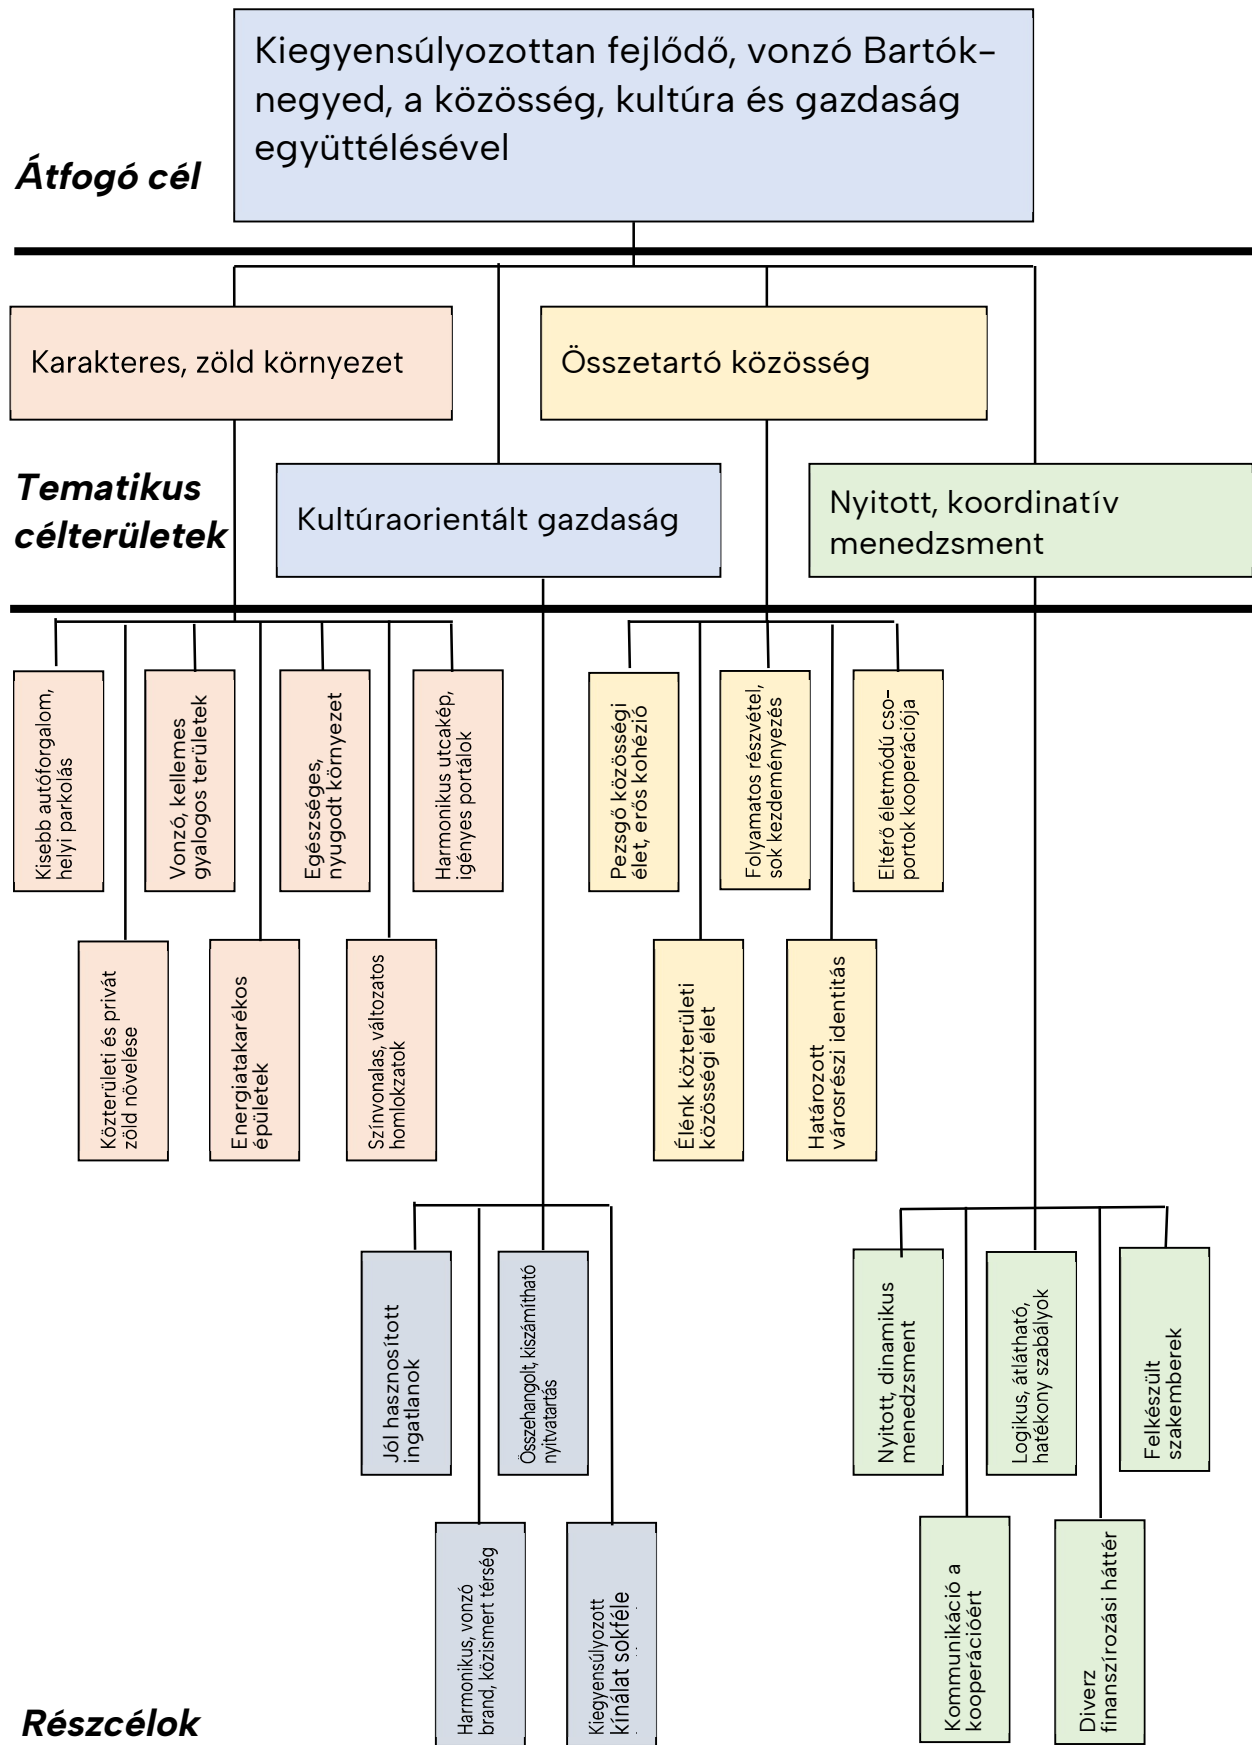 Kiegyensúlyozottan fejlődő, vonzó Bartók-
negyed, a közösség, kultúra és gazdaság
együttélésével
Átfogó cél
Karakteres, zöld környezet
Összetartó közösség
Tematikus
célterületek
Kultúraorientált gazdaság
Nyitott, koordinatív
menedzsment
Kisebb autóforgalom,
helyi parkolás
Vonzó, kellemes
gyalogos területek
Egészséges,
nyugodt környezet
Harmonikus utcakép,
igényes portálok
Pezsgő közösségi
élet, erős kohézió
Folyamatos részvétel,
sok kezdeményezés
Eltérő életmódú cso-
portok kooperációja
Közterületi és privát
zöld növelése
Energiatakarékos
épületek
Színvonalas, változatos
homlokzatok
Élénk közterületi
közösségi élet
Határozott
városrészi identitás
Jól hasznosított
ingatlanok
Összehangolt, kiszámítható
nyitvatartás
Nyitott, dinamikus
menedzsment
Logikus, átlátható,
hatékony szabályok
Felkészült
szakemberek
Harmonikus, vonzó
brand, közismert térség
Kiegyensúlyozott
kínálat sokféle
Kommunikáció a
kooperációért
Diverz
finanszírozási háttér
Részcélok